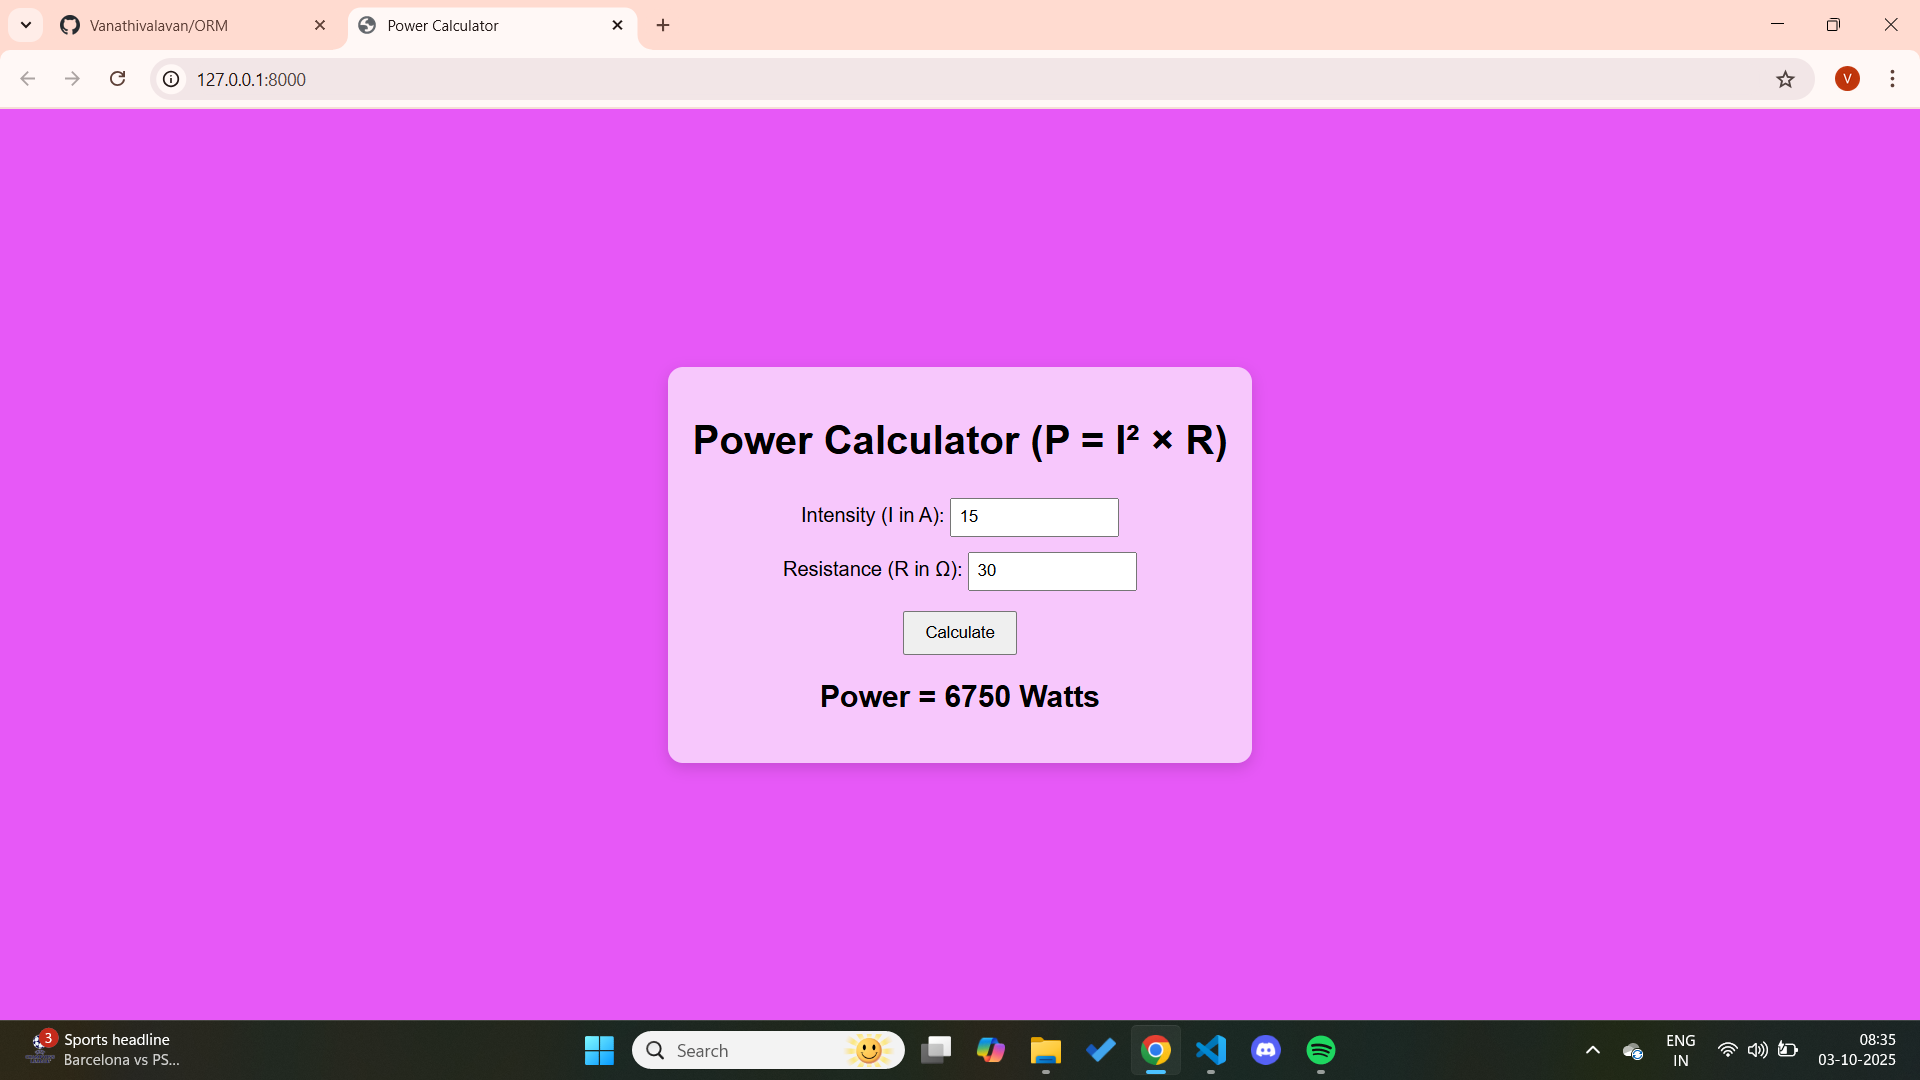 Vanathivalavan/ORM
Power Calculator
127.0.0.1:8000
V
Power Calculator (P = I² × R)
Intensity (I in A): 15
Resistance (R in Ω): 30
Calculate
Power = 6750 Watts
3
Sports headline
Barcelona vs PS...
Search
ENG
IN
08:35
03-10-2025